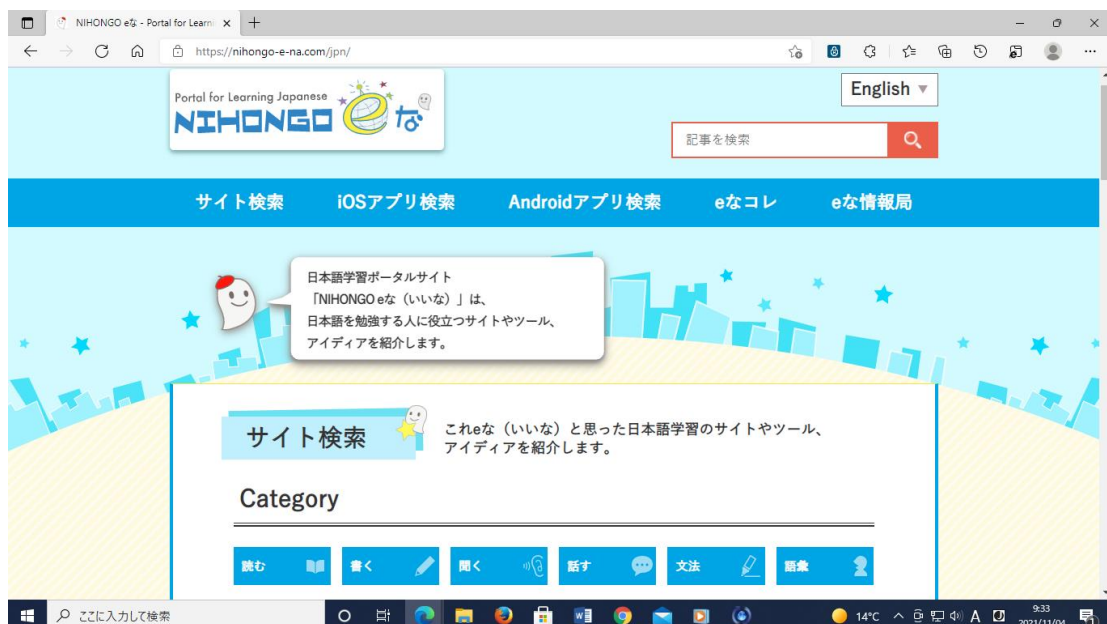 NIHONGO eな - Portal for Learni
https://nihongo-e-na.com/jpn/
Portal for Learning Japanese
NIHONGO eな
English
記事を検索
サイト検索 iOSアプリ検索 Androidアプリ検索 eなコレ eな情報局
日本語学習ポータルサイト
「NIHONGO eな（いいな）」は、
日本語を勉強する人に役立つサイトやツール、
アイディアを紹介します。
サイト検索
これeな（いいな）と思った日本語学習のサイトやツール、
アイディアを紹介します。
Category
読む 書く 聞く 話す 文法 語彙
ここに入力して検索
14°C
A
9:33
2021/11/04